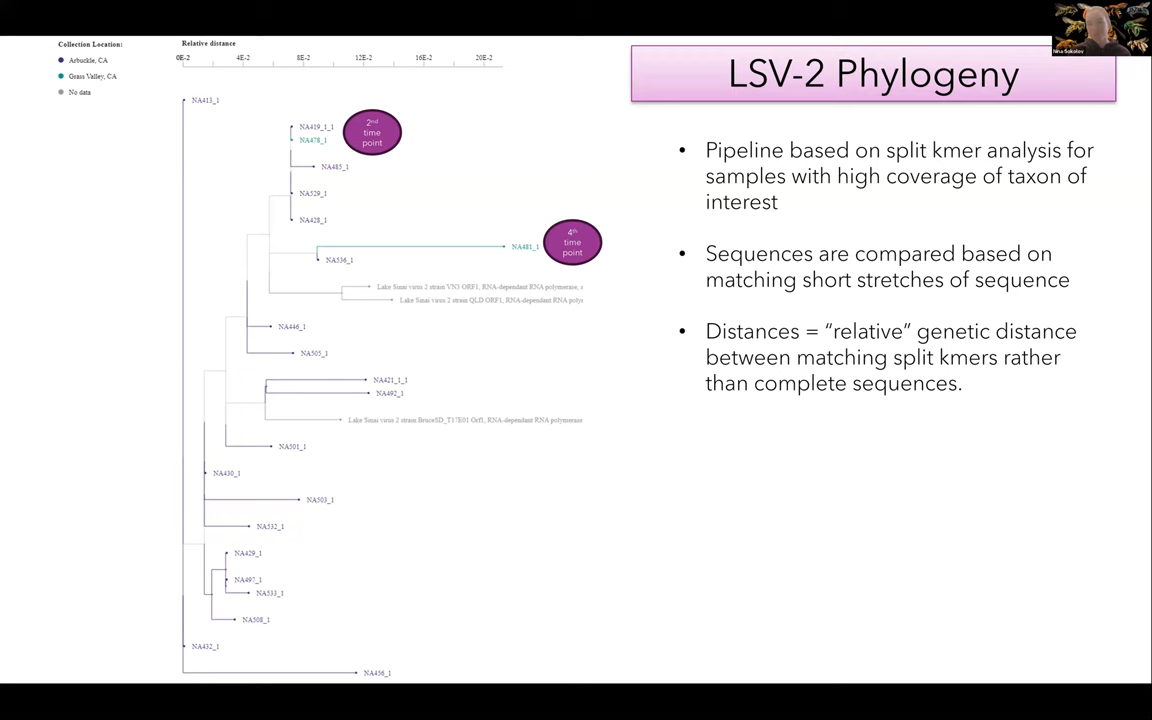 Collection Location:
Arbuckle, CA
Grass Valley, CA
No data
Relative distance
0E-2 4E-2 8E-2 12E-2 16E-2 20E-2
NA413_1
NA419_1_1
NA478_1
2nd
time
point
NA485_1
NA529_1
NA428_1
NA481_1
4th
time
point
NA536_1
Lake Sinai virus 2 strain VN3 ORF1, RNA-dependant RNA polymerase, a
Lake Sinai virus 2 strain QLD ORF1, RNA-dependant RNA polys
NA446_1
NA505_1
NA421_1_1
NA492_1
Lake Sinai virus 2 strain BruceSD_T17E01 Orf1, RNA-dependant RNA polymerase
NA501_1
NA430_1
NA503_1
NA532_1
NA429_1
NA497_1
NA533_1
NA508_1
NA432_1
NA456_1
Nina Sokolov
LSV-2 Phylogeny
• Pipeline based on split kmer analysis for
samples with high coverage of taxon of
interest
• Sequences are compared based on
matching short stretches of sequence
• Distances = “relative” genetic distance
between matching split kmers rather
than complete sequences.